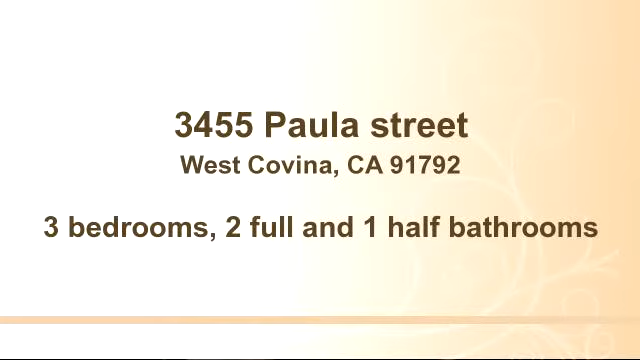 3455 Paula street
West Covina, CA 91792
3 bedrooms, 2 full and 1 half bathrooms